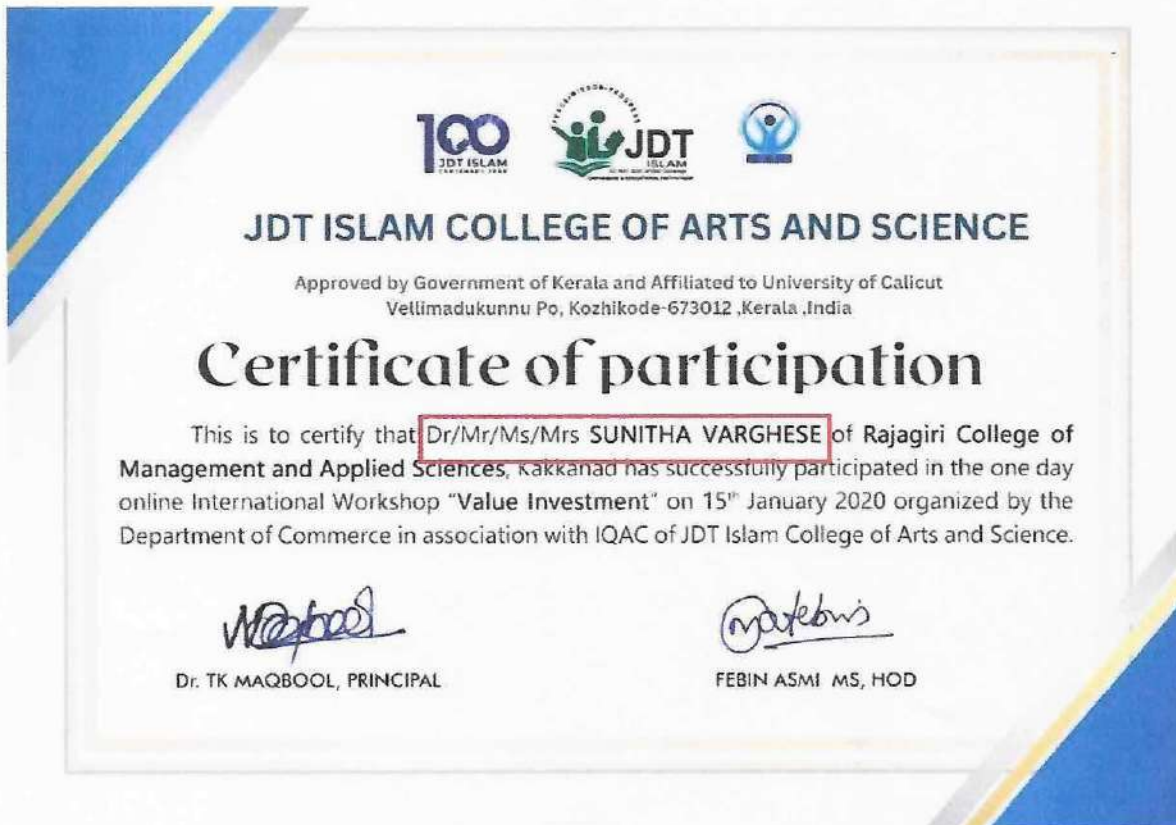 100
JDT ISLAM
CENTENARY YEAR
JDT
ISLAM
JDT ISLAM COLLEGE OF ARTS AND SCIENCE
Approved by Government of Kerala and Affiliated to University of Calicut
Vellimadukunnu Po, Kozhikode-673012 ,Kerala ,India
Certificate of participation
This is to certify that Dr/Mr/Ms/Mrs SUNITHA VARGHESE of Rajagiri College of
Management and Applied Sciences, Kakkanad has successfully participated in the one day
online International Workshop "Value Investment" on 15th January 2020 organized by the
Department of Commerce in association with IQAC of JDT Islam College of Arts and Science.
Dr. TK MAQBOOL, PRINCIPAL
FEBIN ASMI MS, HOD